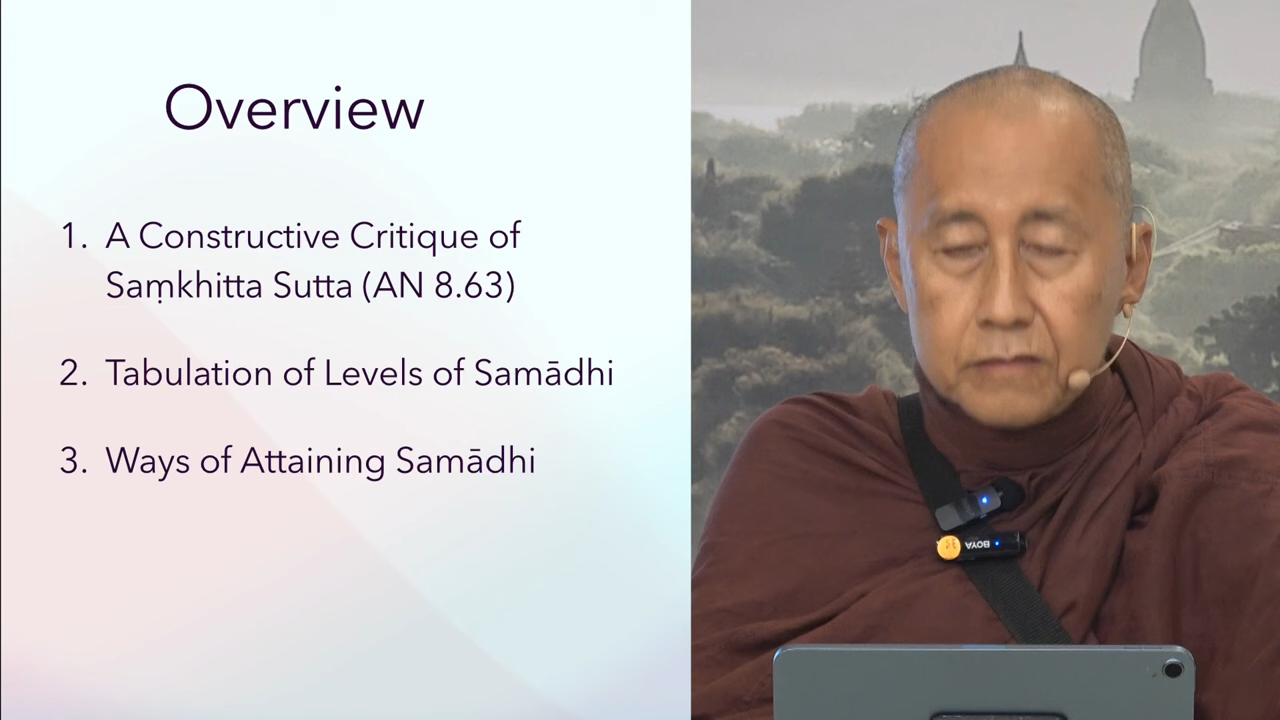 Overview
1. A Constructive Critique of
Saṃkhitta Sutta (AN 8.63)
2. Tabulation of Levels of Samādhi
3. Ways of Attaining Samādhi
BOYA